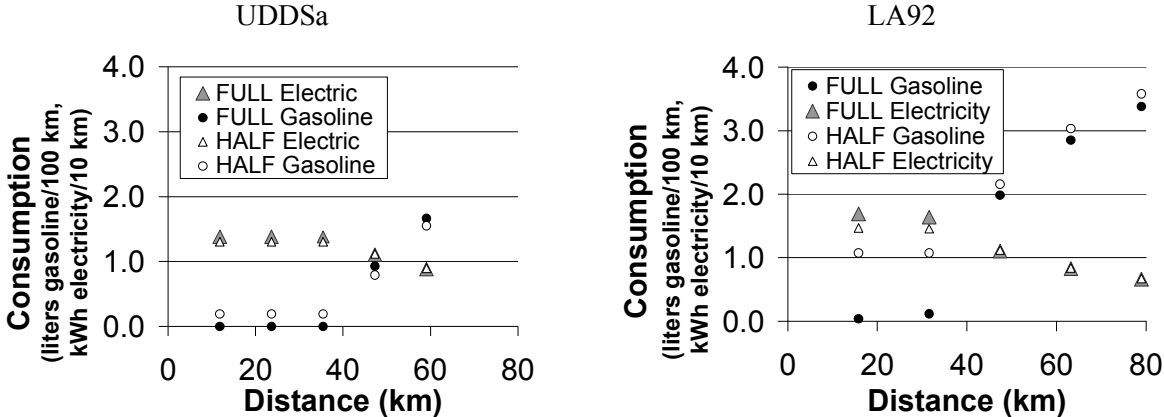 UDDSa
4.0
3.0
2.0
1.0
0.0
Consumption
(liters gasoline/100 km,
kWh electricity/10 km)
FULL Electric
FULL Gasoline
HALF Electric
HALF Gasoline
0 20 40 60 80
Distance (km)
LA92
4.0
3.0
2.0
1.0
0.0
Consumption
(liters gasoline/100 km,
kWh electricity/10 km)
FULL Gasoline
FULL Electricity
HALF Gasoline
HALF Electricity
0 20 40 60 80
Distance (km)